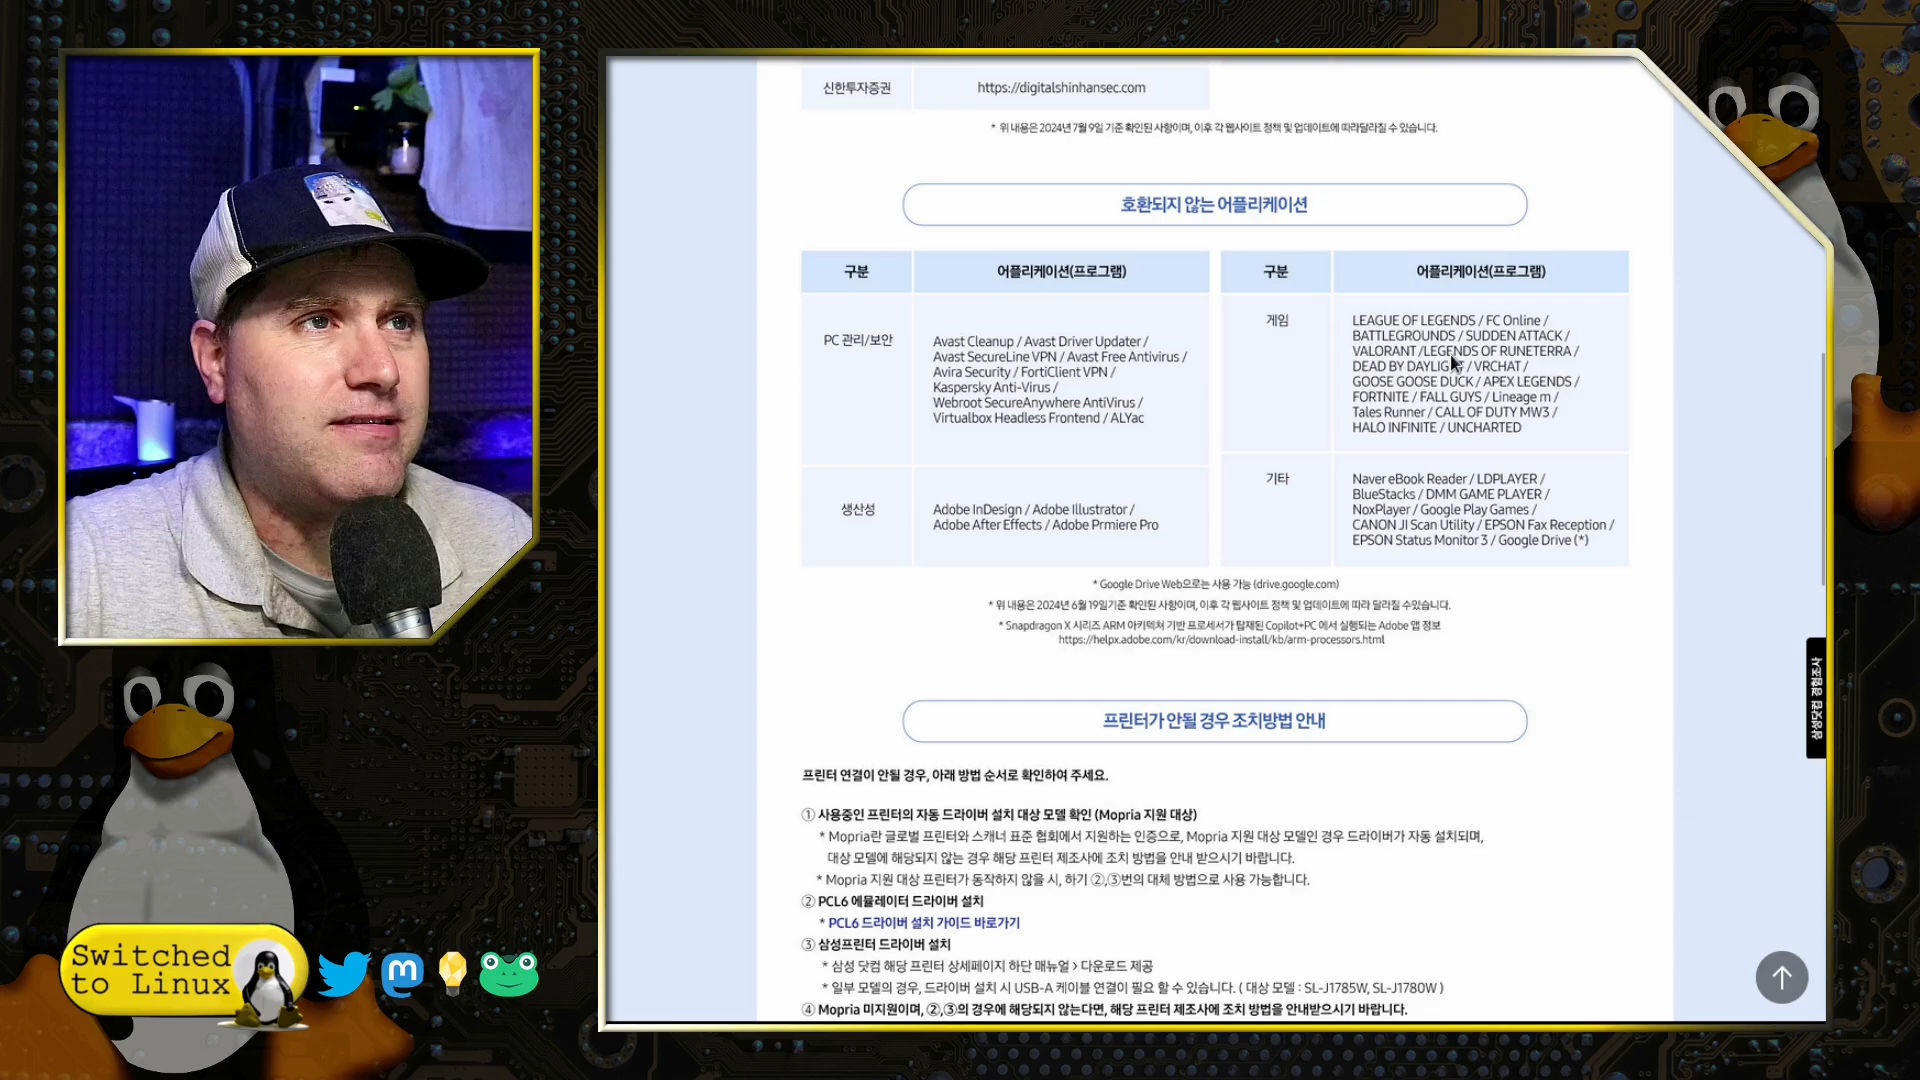 신한투자증권
https://digitalshinhansec.com
* 위 내용은 2024년 7월 9일 기준 확인된 사항이며, 이후 각 웹사이트 정책 및 업데이트에 따라달라질 수 있습니다.
호환되지 않는 어플리케이션
구분
어플리케이션(프로그램)
PC 관리/보안
Avast Cleanup / Avast Driver Updater /
Avast SecureLine VPN / Avast Free Antivirus /
Avira Security / FortiClient VPN /
Kaspersky Anti-Virus /
Webroot SecureAnywhere AntiVirus /
Virtualbox Headless Frontend / ALYac
생산성
Adobe InDesign / Adobe Illustrator /
Adobe After Effects / Adobe Prmiere Pro
구분
어플리케이션(프로그램)
게임
LEAGUE OF LEGENDS / FC Online /
BATTLEGROUNDS / SUDDEN ATTACK /
VALORANT /LEGENDS OF RUNETERRA /
DEAD BY / VRCHAT /
GOOSE GOOSE DUCK / APEX LEGENDS /
FORTNITE / FALL GUYS / Lineage m /
Tales Runner / CALL OF DUTY MW3 /
HALO INFINITE / UNCHARTED
기타
Naver eBook Reader / LDPLAYER /
BlueStacks / DMM GAME PLAYER /
NoxPlayer / Google Play Games /
CANON JI Scan Utility / EPSON Fax Reception /
EPSON Status Monitor 3 / Google Drive (*)
* Google Drive Web으로는 사용 가능 (drive.google.com)
* 위 내용은 2024년 6월 19일기준 확인된 사항이며, 이후 각 웹사이트 정책 및 업데이트에 따라 달라질 수있습니다.
* Snapdragon X 시리즈 ARM 아키텍쳐 기반 프로세서가 탑재된 Copilot+PC 에서 실행되는 Adobe 앱 정보
https://helpx.adobe.com/kr/download-install/kb/arm-processors.html
프린터가 안될 경우 조치방법 안내
프린터 연결이 안될 경우, 아래 방법 순서로 확인하여 주세요.
① 사용중인 프린터의 자동 드라이버 설치 대상 모델 확인 (Mopria 지원 대상)
* Mopria란 글로벌 프린터와 스캐너 표준 협회에서 지원하는 인증으로, Mopria 지원 대상 모델인 경우 드라이버가 자동 설치되며,
대상 모델에 해당되지 않는 경우 해당 프린터 제조사에 조치 방법을 안내 받으시기 바랍니다.
* Mopria 지원 대상 프린터가 동작하지 않을 시, 하기 ②,③번의 대체 방법으로 사용 가능합니다.
② PCL6 에뮬레이터 드라이버 설치
* PCL6 드라이버 설치 가이드 바로가기
③ 삼성프린터 드라이버 설치
* 삼성 닷컴 해당 프린터 상세페이지 하단 매뉴얼 > 다운로드 제공
* 일부 모델의 경우, 드라이버 설치 시 USB-A 케이블 연결이 필요 할 수 있습니다. ( 대상 모델 : SL-J1785W, SL-J1780W )
④ Mopria 미지원이며, ②,③의 경우에 해당되지 않는다면, 해당 프린터 제조사에 조치 방법을 안내받으시기 바랍니다.
삼성닷컴 경험조사
Switched
to Linux